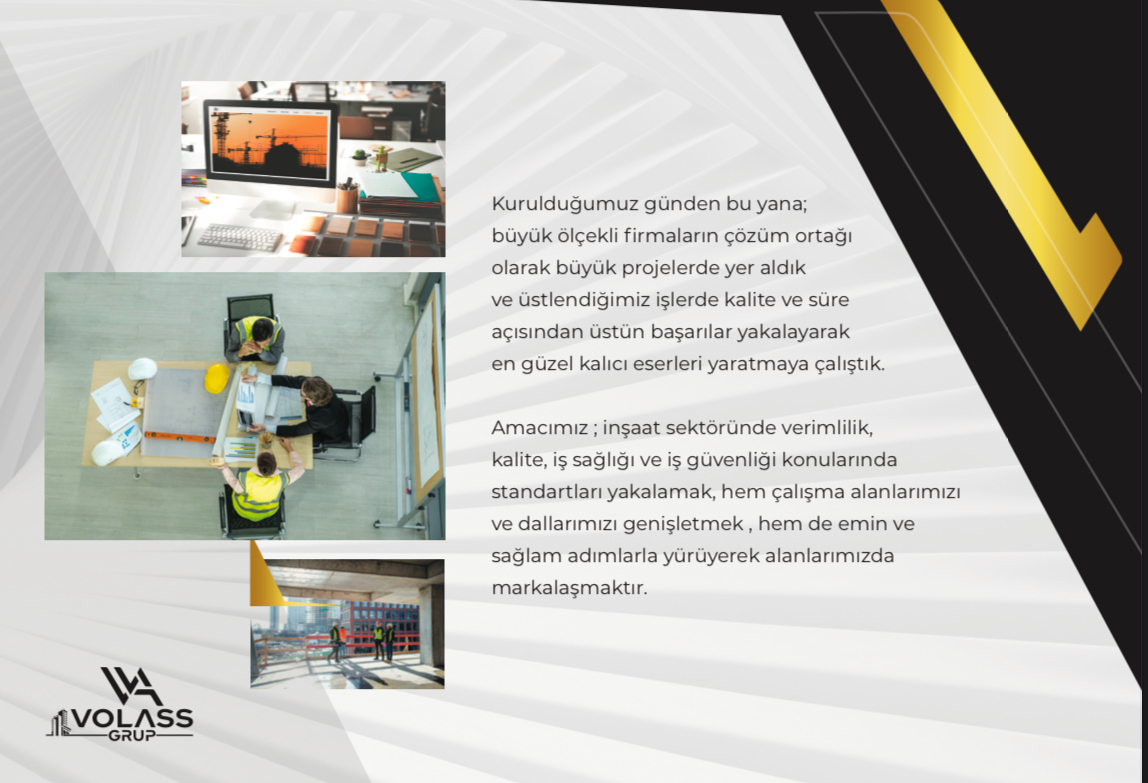 Kurulduğumuz günden bu yana;
büyük ölçekli firmaların çözüm ortağı
olarak büyük projelerde yer aldık
ve üstlendiğimiz işlerde kalite ve süre
açısından üstün başarılar yakalayarak
en güzel kalıcı eserleri yaratmaya çalıştık.
Amacımız ; inşaat sektöründe verimlilik,
kalite, iş sağlığı ve iş güvenliği konularında
standartları yakalamak, hem çalışma alanlarımızı
ve dallarımızı genişletmek , hem de emin ve
sağlam adımlarla yürüyerek alanlarımızda
markalaşmaktır.
VOLASS
GRUP